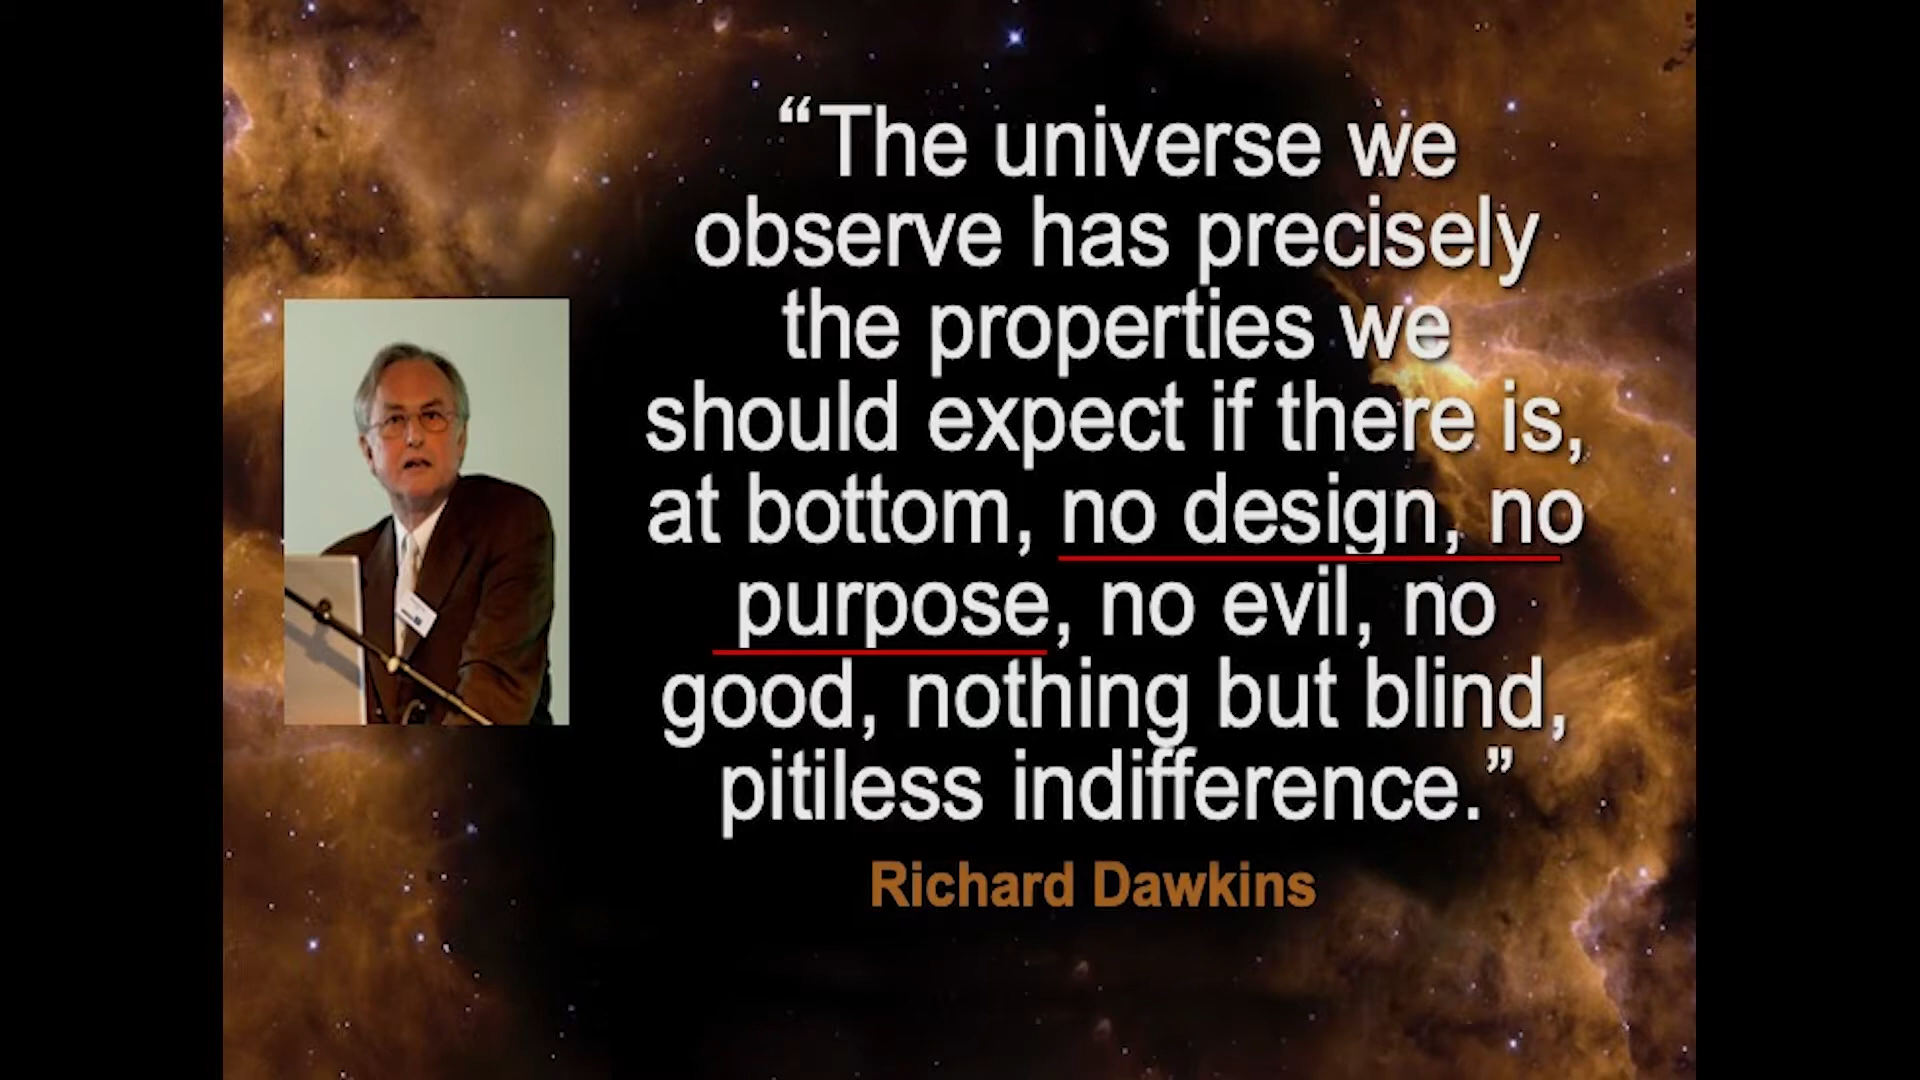 “The universe we
observe has precisely
the properties we
should expect if there is,
at bottom, no design, no
purpose, no evil, no
good, nothing but blind,
pitiless indifference.”
Richard Dawkins